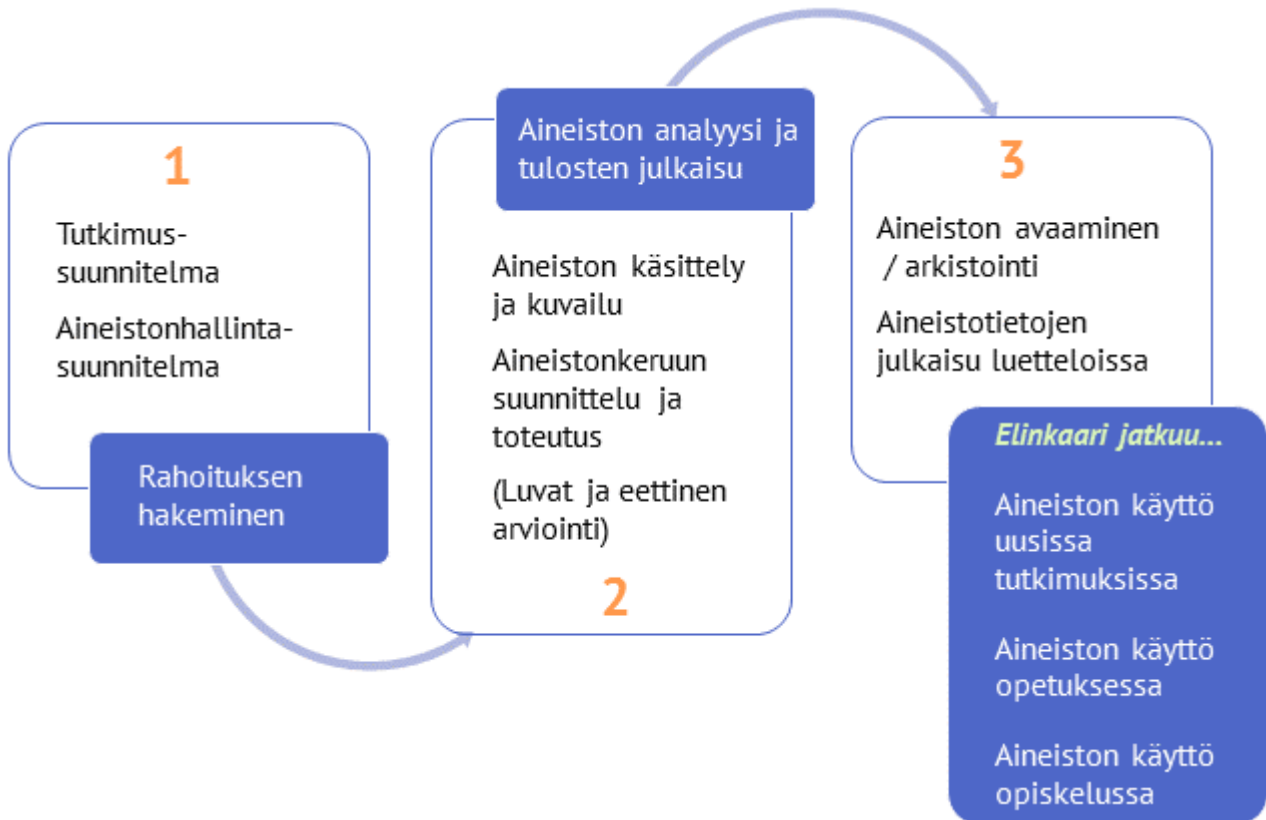 1
Tutkimus-
suunnitelma
Aineistonhallinta-
suunnitelma
Rahoituksen
hakeminen
Aineiston analyysi ja
tulosten julkaisu
Aineiston käsittely
ja kuvailu
Aineistonkeruun
suunnittelu ja
toteutus
(Luvat ja eettinen
arviointi)
2
3
Aineiston avaaminen
/ arkistointi
Aineistotietojen
julkaisu luetteloissa
Elinkaari jatkuu...
Aineiston käyttö
uusissa
tutkimuksissa
Aineiston käyttö
opetuksessa
Aineiston käyttö
opiskelussa